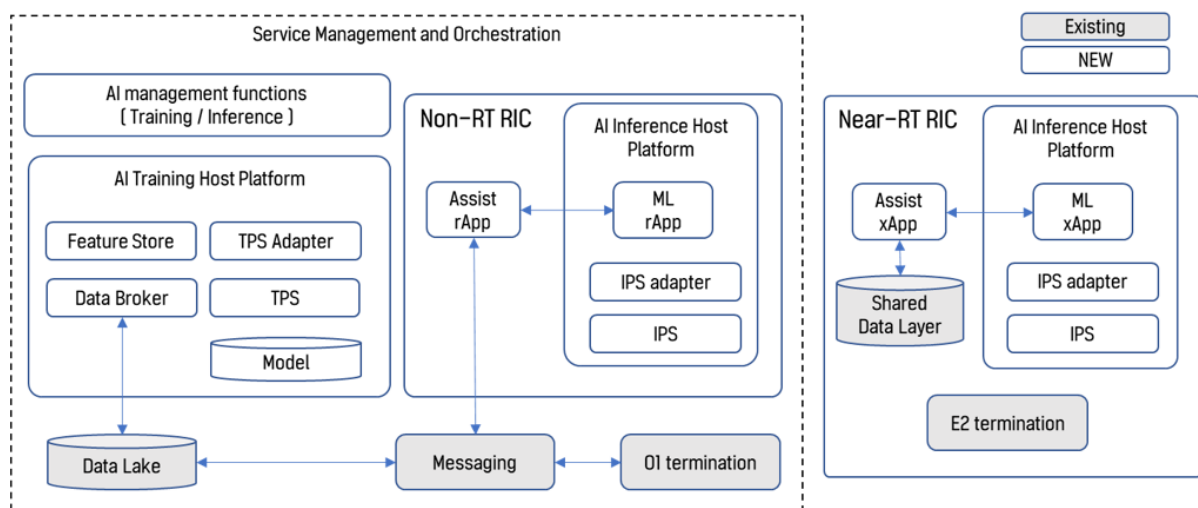 Service Management and Orchestration
Existing
NEW
AI management functions
( Training / Inference )
AI Training Host Platform
Feature Store
TPS Adapter
Data Broker
TPS
Model
Non-RT RIC
AI Inference Host
Platform
Assist
rApp
ML
rApp
IPS adapter
IPS
Near-RT RIC
AI Inference Host
Platform
Assist
xApp
ML
xApp
Shared
Data Layer
IPS adapter
IPS
E2 termination
Data Lake
Messaging
O1 termination